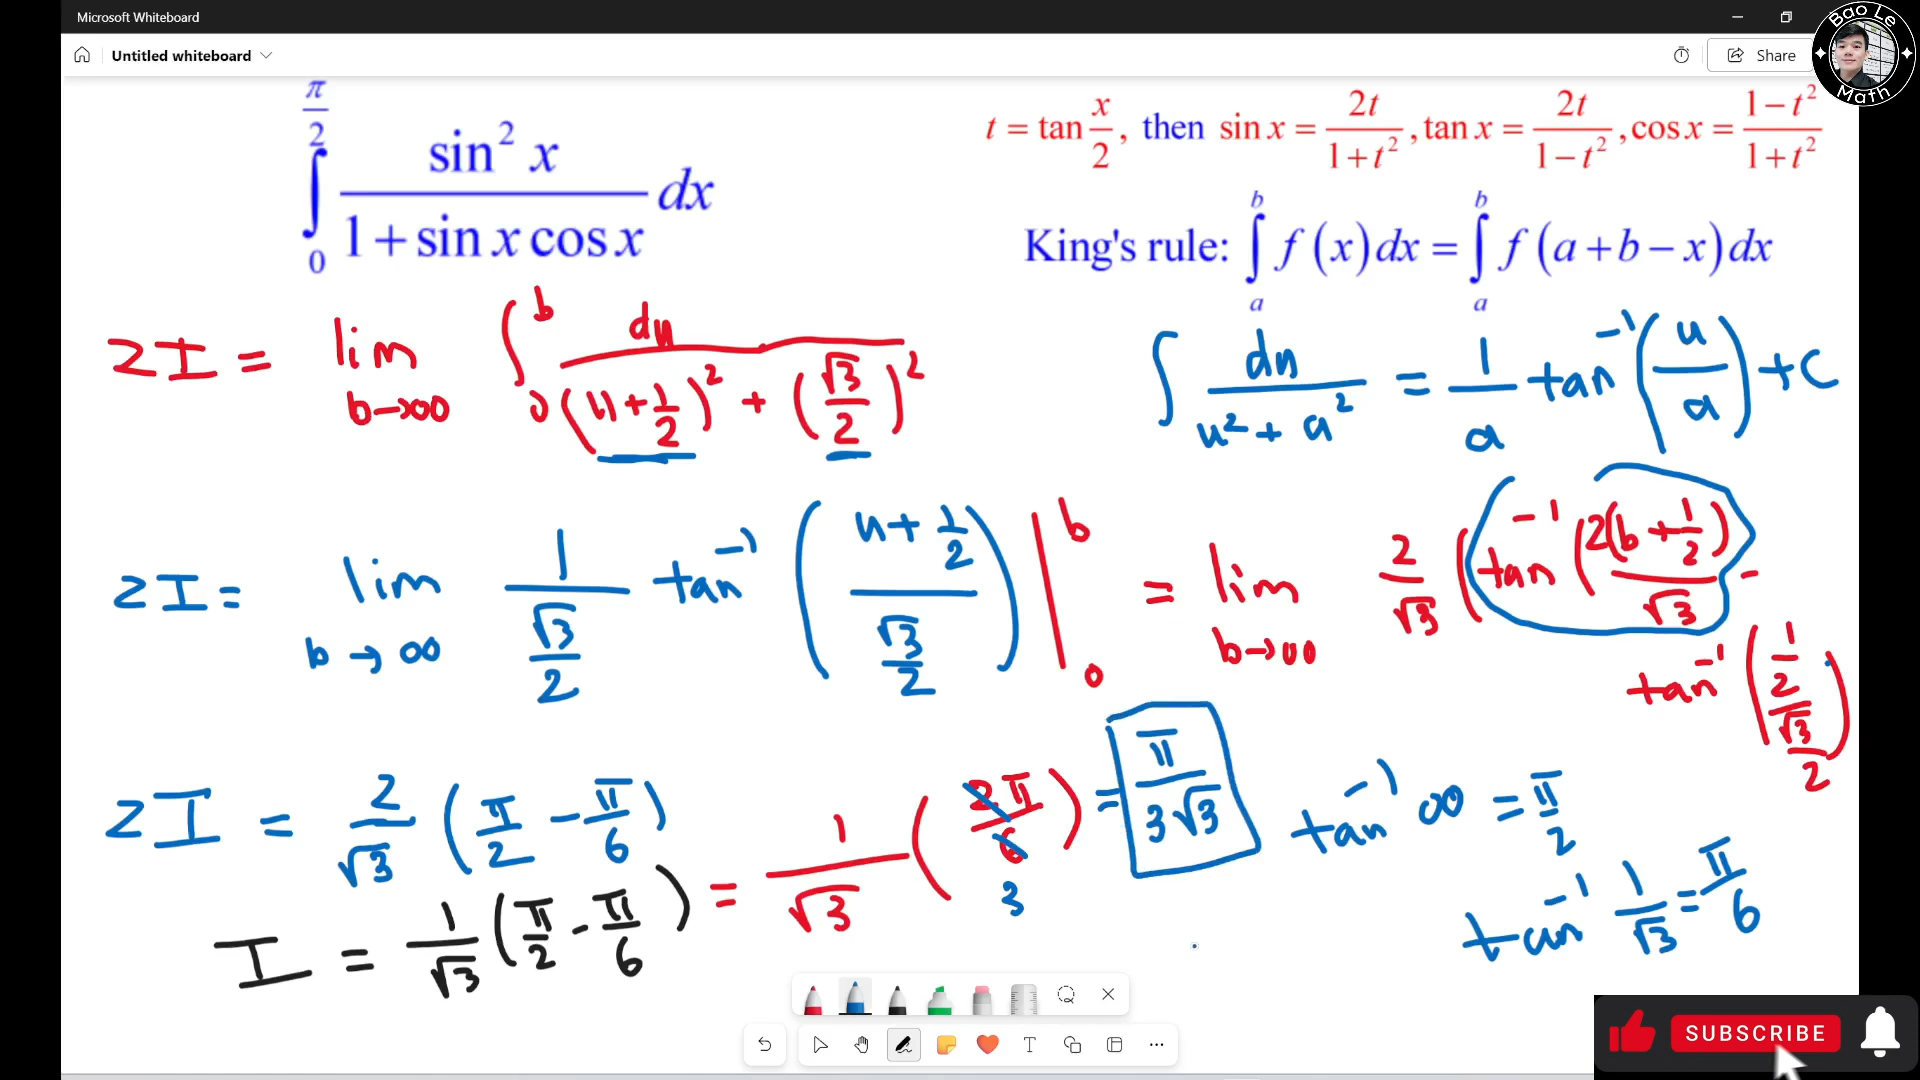 Microsoft Whiteboard
Untitled whiteboard
Share
Bao Le
Math
∫₀^(π/2) sin² x / (1 + sin x cos x) dx
t = tan x/2, then sin x = 2t/(1+t²), tan x = 2t/(1−t²), cos x = (1−t²)/(1+t²)
King's rule: ∫ₐᵇ f(x)dx = ∫ₐᵇ f(a+b−x)dx
2I = lim b→∞ ∫₀ᵇ du / ((u+1/2)² + (√3/2)²)
∫ du/(u² + a²) = 1/a tan⁻¹(u/a) + C
2I = lim b→∞ 1/(√3/2) tan⁻¹((u+1/2)/(√3/2)) |₀ᵇ = lim b→∞ 2/√3 (tan⁻¹(2(b+1/2)/√3) −
tan⁻¹((1/2)/(√3/2))
2I = 2/√3 (π/2 − π/6)
I = 1/√3 (π/2 − π/6) = 1/√3 (2π/6) = π/(3√3)
3
tan⁻¹ ∞ = π/2
tan⁻¹ 1/√3 = π/6
T
SUBSCRIBE